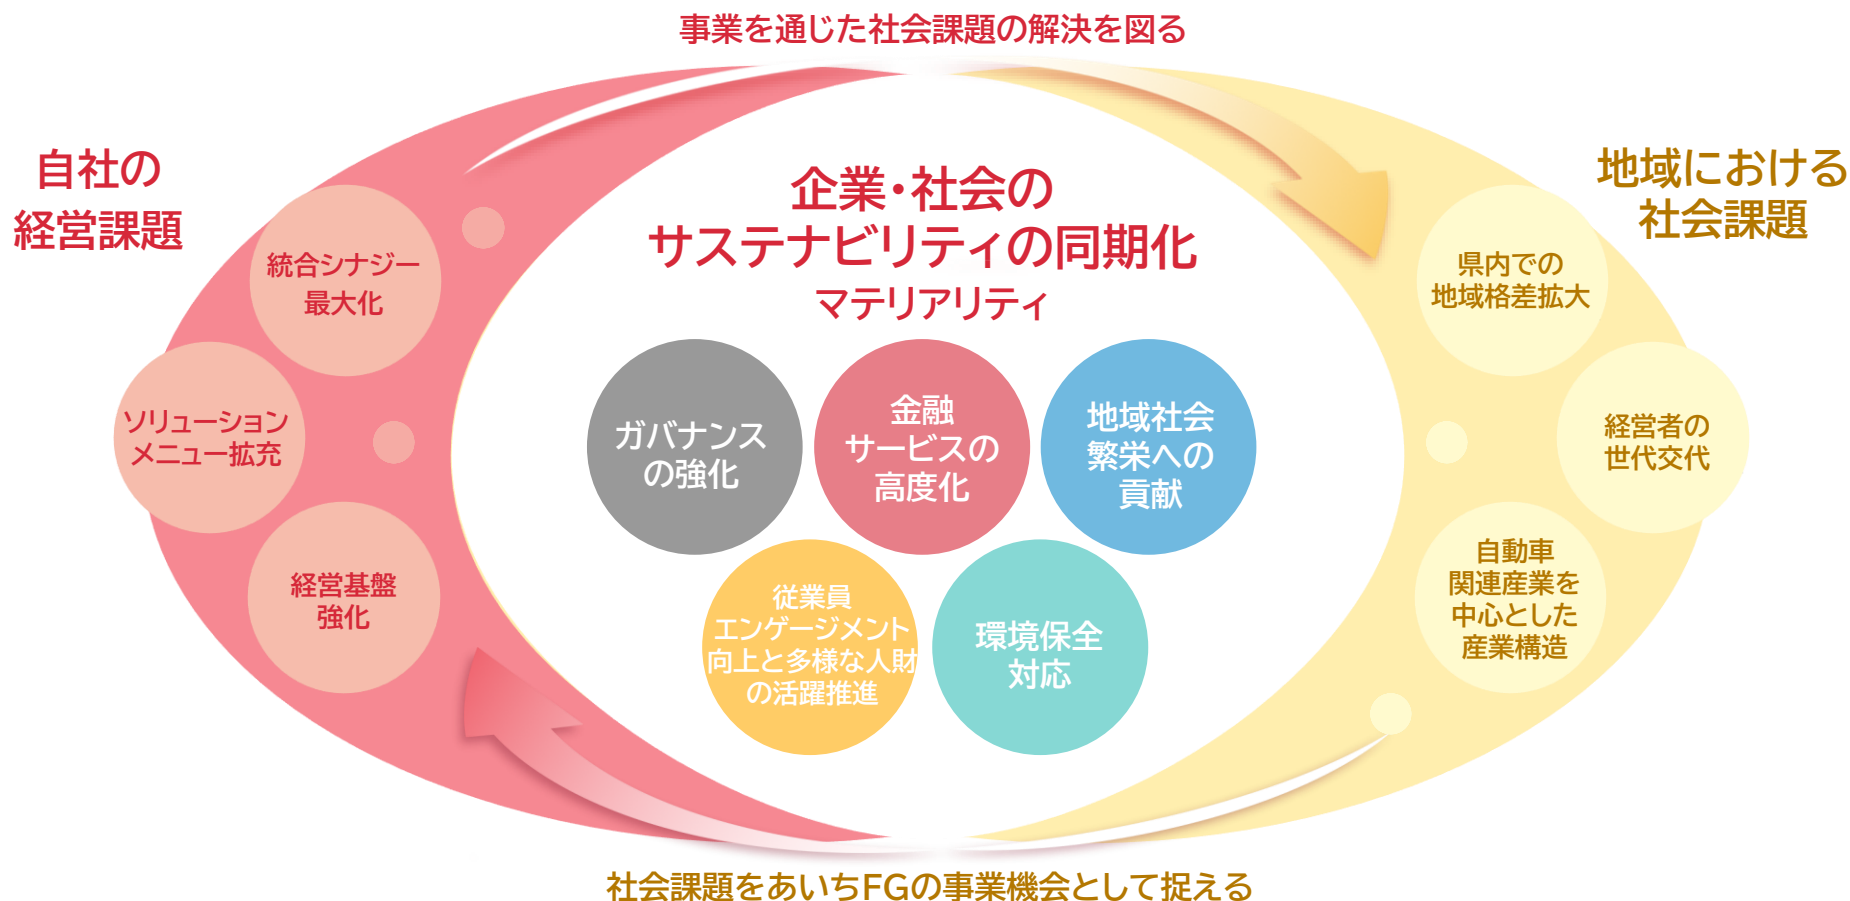 事業を通じた社会課題の解決を図る
自社の
経営課題
統合シナジー
最大化
ソリューション
メニュー拡充
経営基盤
強化
企業・社会の
サステナビリティの同期化
マテリアリティ
ガバナンス
の強化
金融
サービスの
高度化
地域社会
繁栄への
貢献
従業員
エンゲージメント
向上と多様な人財
の活躍推進
環境保全
対応
地域における
社会課題
県内での
地域格差拡大
経営者の
世代交代
自動車
関連産業を
中心とした
産業構造
社会課題をあいちFGの事業機会として捉える